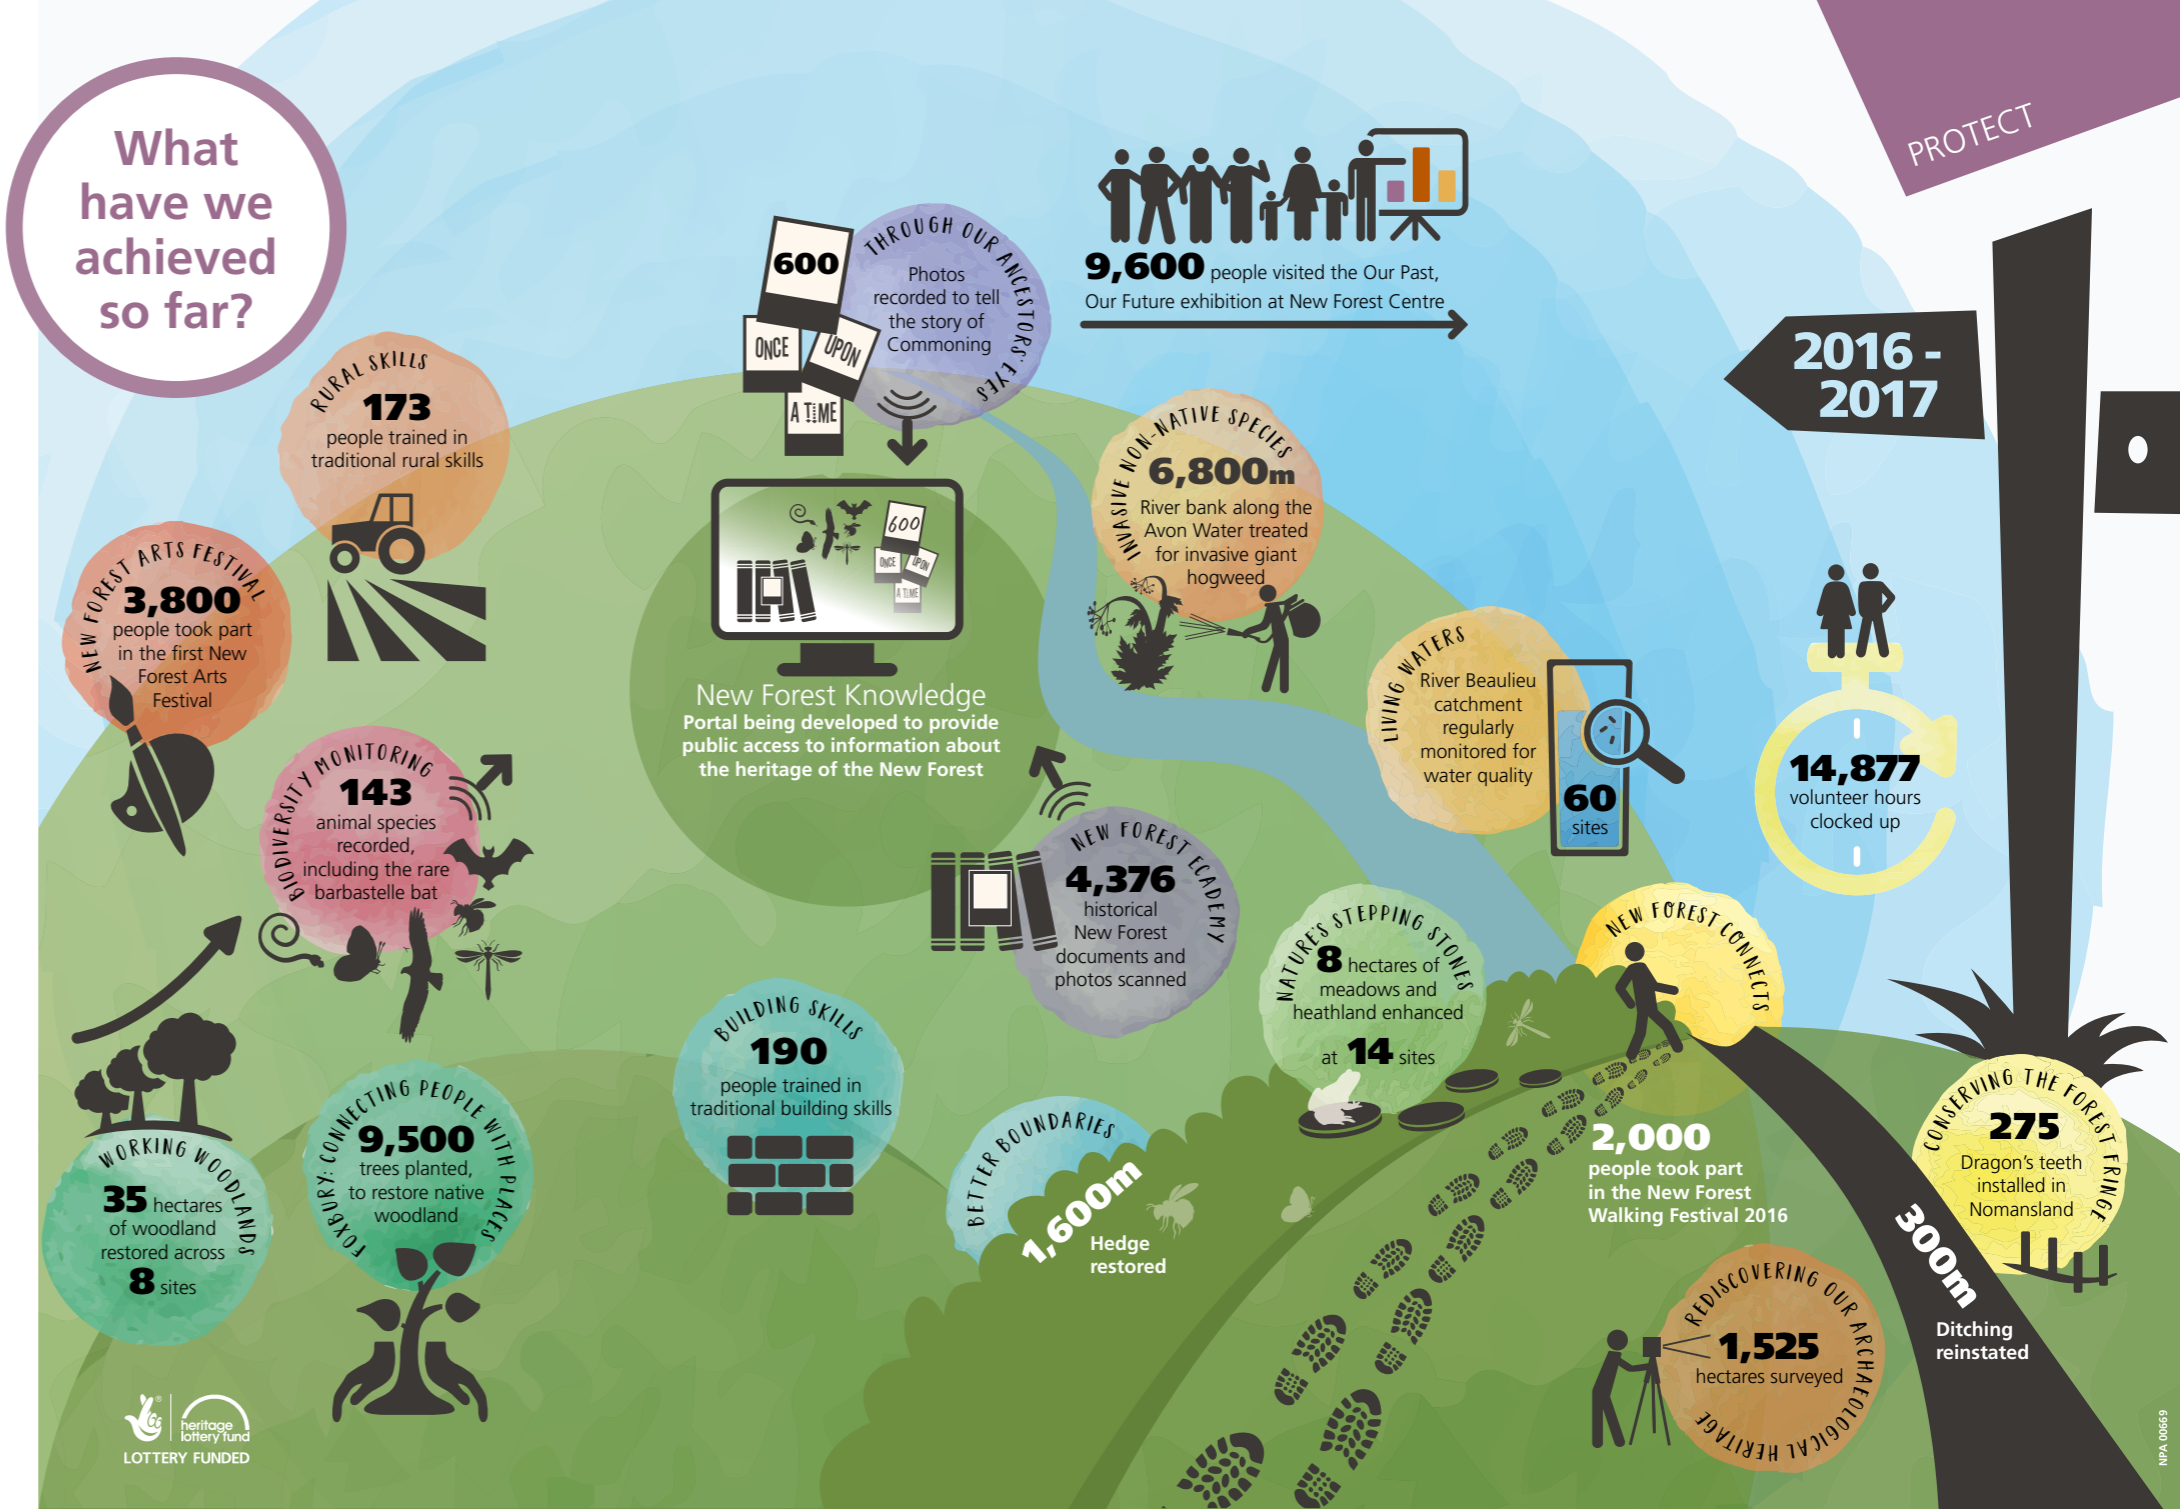 What
have we
achieved
so far?
PROTECT
2016 -
2017
600
ONCE
UPON
A TIME
THROUGH OUR ANCESTORS' EYES
Photos
recorded to tell
the story of
Commoning
9,600 people visited the Our Past,
Our Future exhibition at New Forest Centre
RURAL SKILLS
173
people trained in
traditional rural skills
NEW FOREST ARTS FESTIVAL
3,800
people took part
in the first New
Forest Arts
Festival
600
ONCE
UPON
A TIME
New Forest Knowledge
Portal being developed to provide
public access to information about
the heritage of the New Forest
INVASIVE NON-NATIVE SPECIES
6,800m
River bank along the
Avon Water treated
for invasive giant
hogweed
LIVING WATERS
River Beaulieu
catchment
regularly
monitored for
water quality
60
sites
14,877
volunteer hours
clocked up
BIODIVERSITY MONITORING
143
animal species
recorded,
including the rare
barbastelle bat
NEW FOREST ECADEMY
4,376
historical
New Forest
documents and
photos scanned
NATURE'S STEPPING STONES
8 hectares of
meadows and
heathland enhanced
at 14 sites
NEW FOREST CONNECTS
2,000
people took part
in the New Forest
Walking Festival 2016
WORKING WOODLANDS
35 hectares
of woodland
restored across
8 sites
FOXBURY: CONNECTING PEOPLE WITH PLACES
9,500
trees planted,
to restore native
woodland
BUILDING SKILLS
190
people trained in
traditional building skills
BETTER BOUNDARIES
1,600m
Hedge
restored
CONSERVING THE FOREST FRINGE
275
Dragon's teeth
installed in
Nomansland
300m
Ditching
reinstated
REDISCOVERING OUR ARCHAEOLOGICAL HERITAGE
1,525
hectares surveyed
heritage
lottery fund
LOTTERY FUNDED
NPA 00669